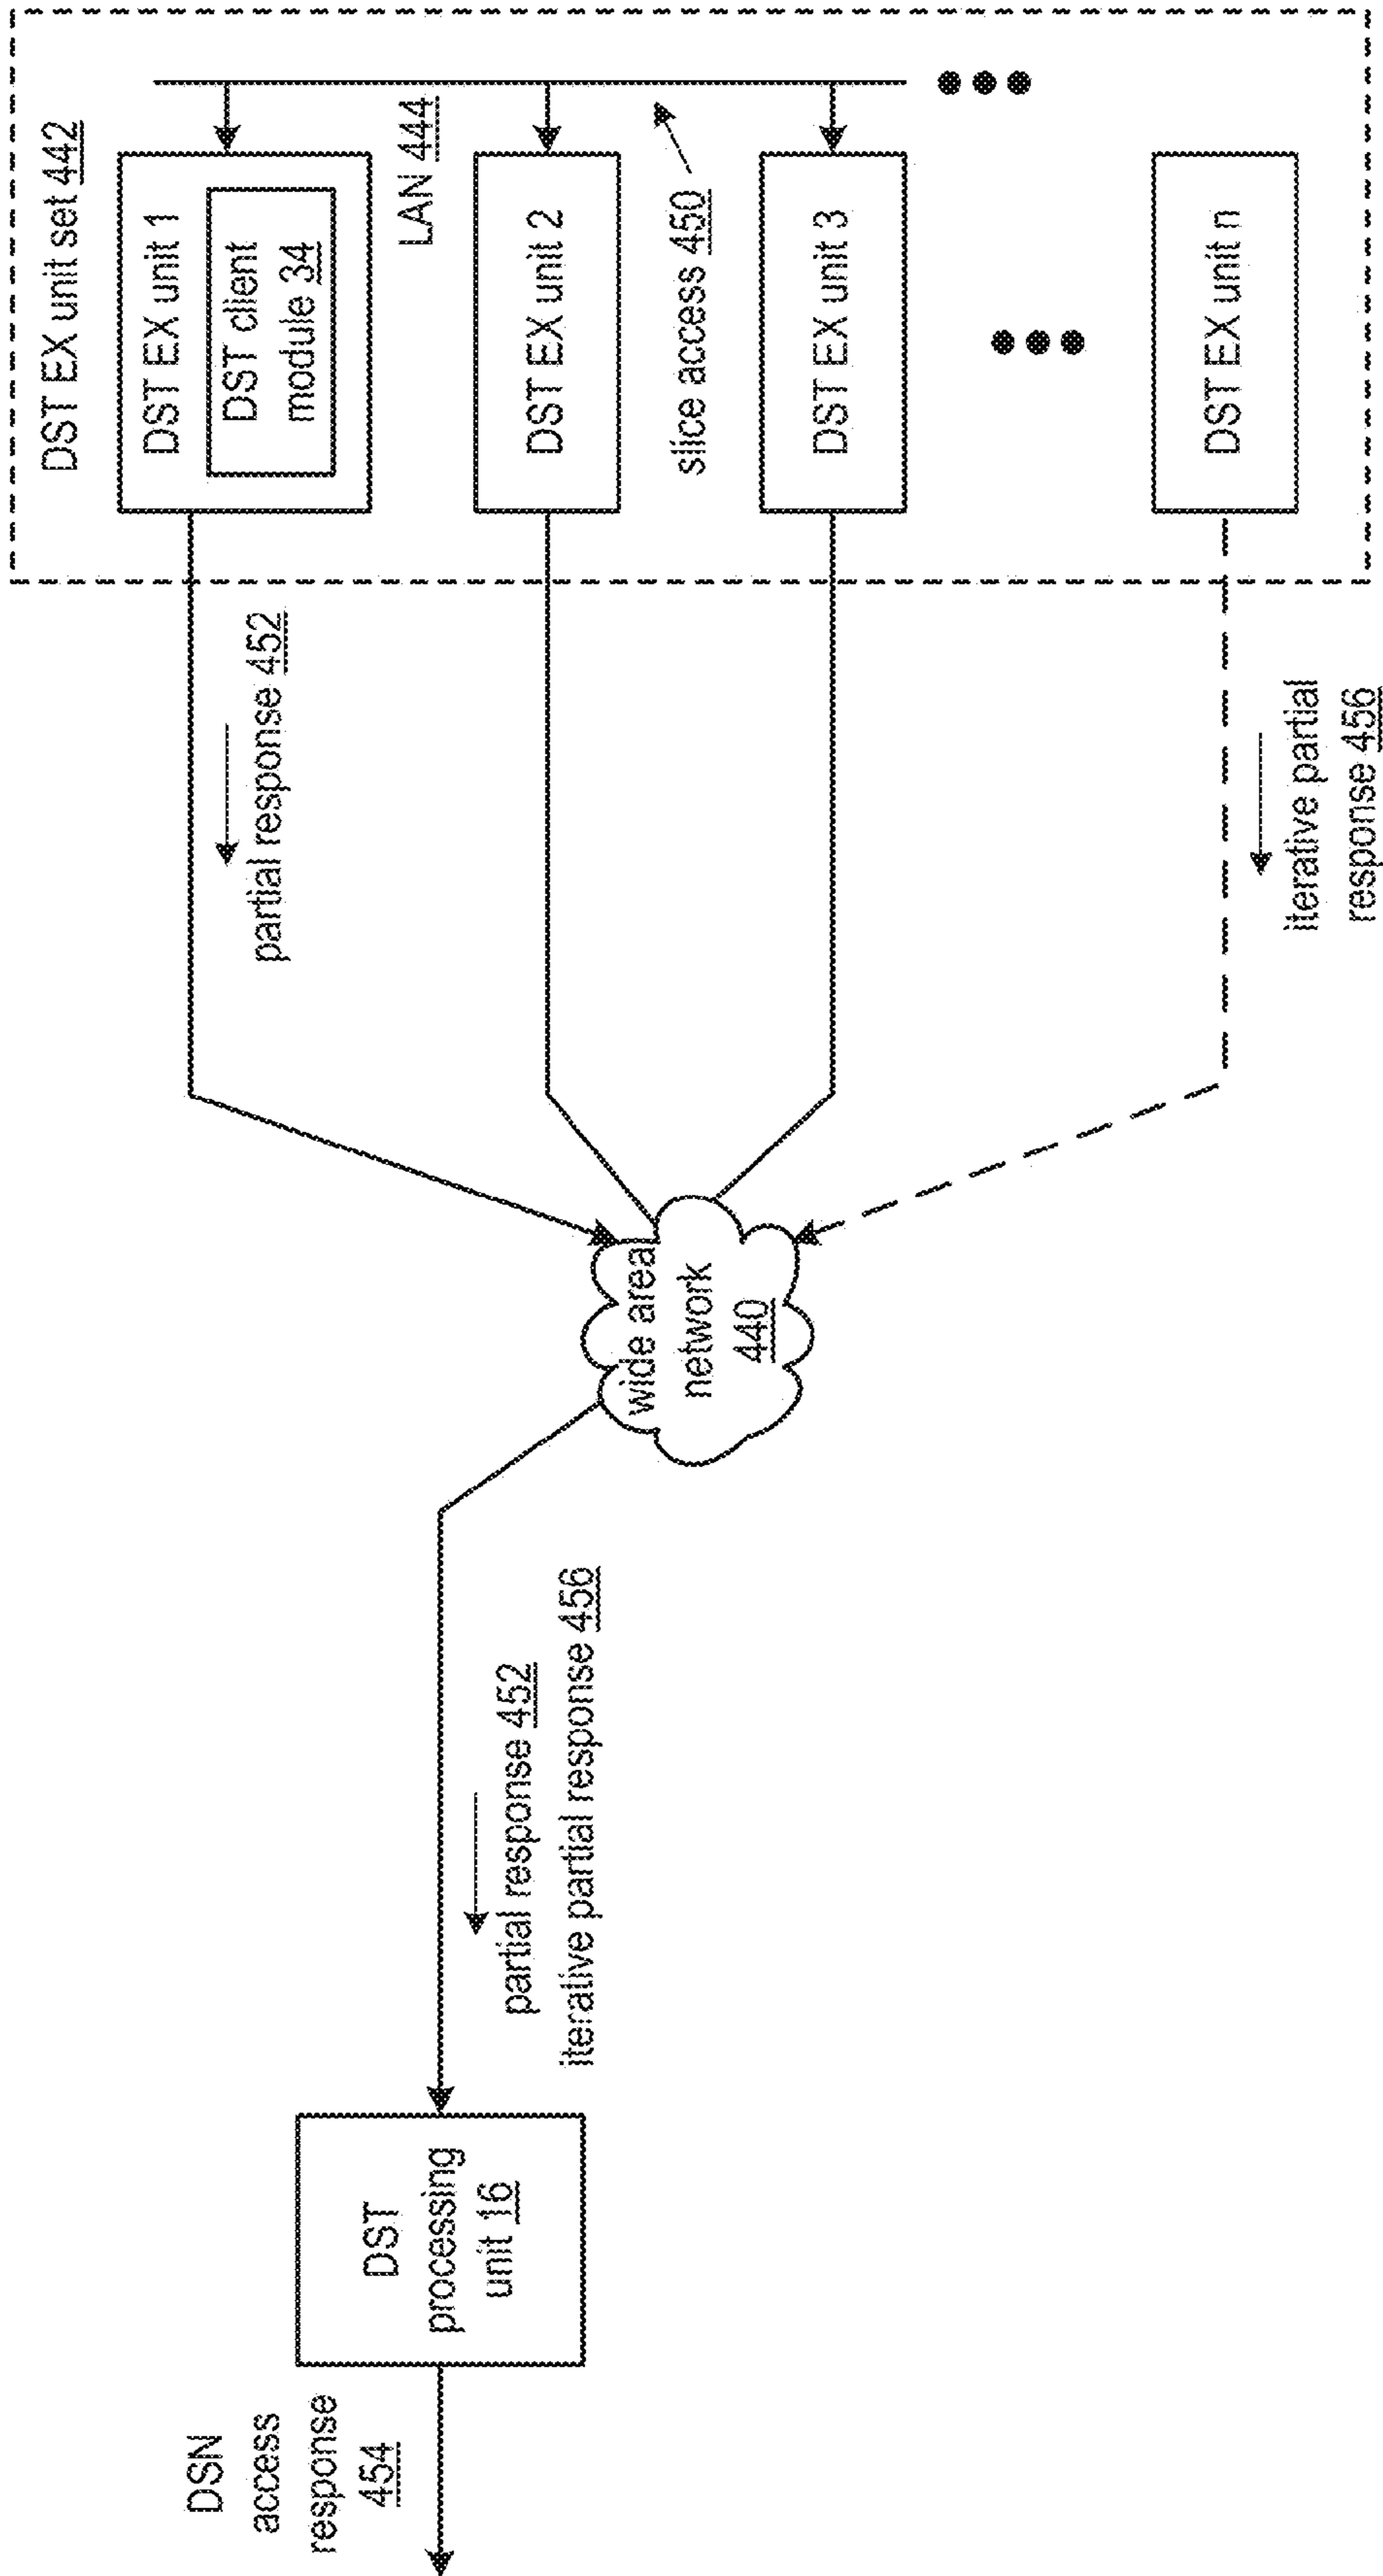 DSN
access
response
454
DST
processing
unit 16
partial response 452
iterative partial response 456
wide area
network
440
partial response 452
iterative partial
response 456
DST EX unit set 442
DST EX unit 1
DST client
module 34
LAN 444
DST EX unit 2
slice access 450
DST EX unit 3
DST EX unit n